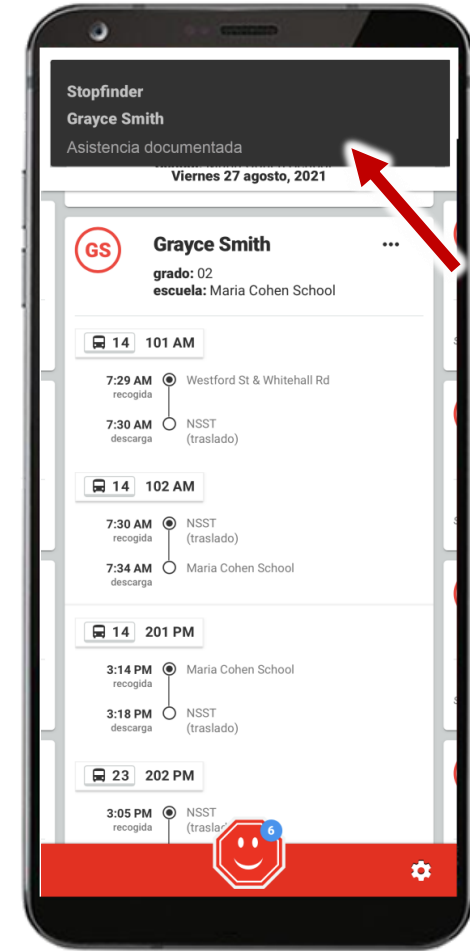 Stopfinder
Grayce Smith
Asistencia documentada
Viernes 27 agosto, 2021
GS
Grayce Smith
grado: 02
escuela: Maria Cohen School
14 101 AM
7:29 AM Westford St & Whitehall Rd
recogida
7:30 AM NSST
descarga (traslado)
14 102 AM
7:30 AM NSST
recogida (traslado)
7:34 AM Maria Cohen School
descarga
14 201 PM
3:14 PM Maria Cohen School
recogida
3:18 PM NSST
descarga (traslado)
23 202 PM
3:05 PM NSST
recogida
6